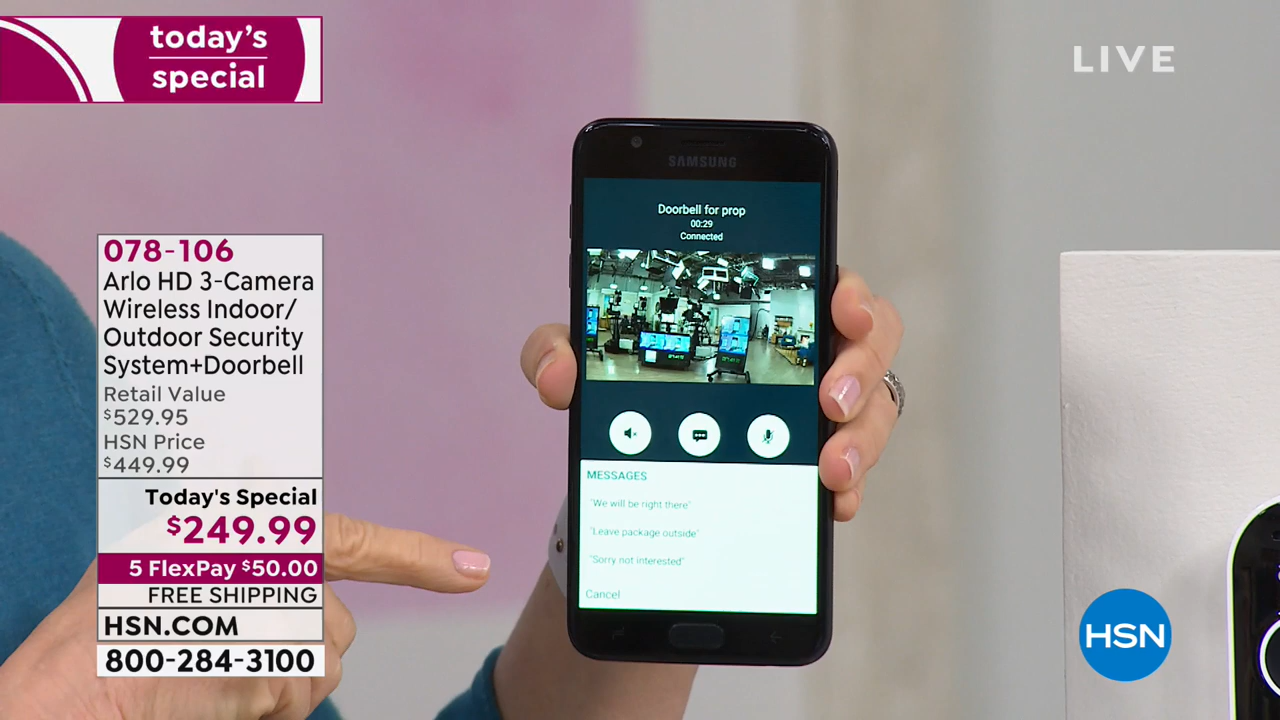 today's
special
LIVE
078-106
Arlo HD 3-Camera
Wireless Indoor/
Outdoor Security
System+Doorbell
Retail Value
$529.95
HSN Price
$449.99
Today's Special
$249.99
5 FlexPay $50.00
FREE SHIPPING
HSN.COM
800-284-3100
SAMSUNG
Doorbell for prop
00:29
Connected
MESSAGES
"We will be right there"
"Leave package outside"
"Sorry not interested"
Cancel
HSN